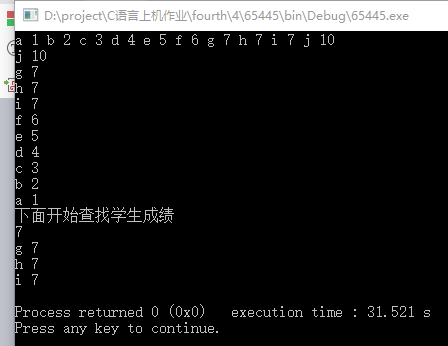 D:\project\C语言上机作业\fourth\4\65445\bin\Debug\65445.exe
a 1 b 2 c 3 d 4 e 5 f 6 g 7 h 7 i 7 j 10
j 10
g 7
h 7
i 7
f 6
e 5
d 4
c 3
b 2
a 1
下面开始查找学生成绩
7
g 7
h 7
i 7
Process returned 0 (0x0)   execution time : 31.521 s
Press any key to continue.